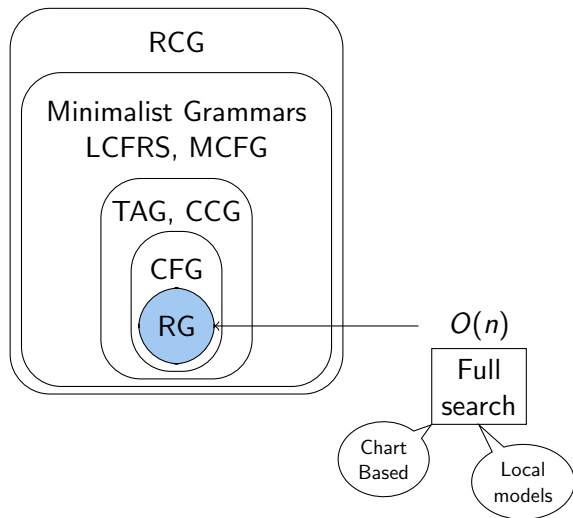 RCG
Minimalist Grammars
LCFRS, MCFG
TAG, CCG
CFG
RG
O(n)
Full
search
Chart
Based
Local
models